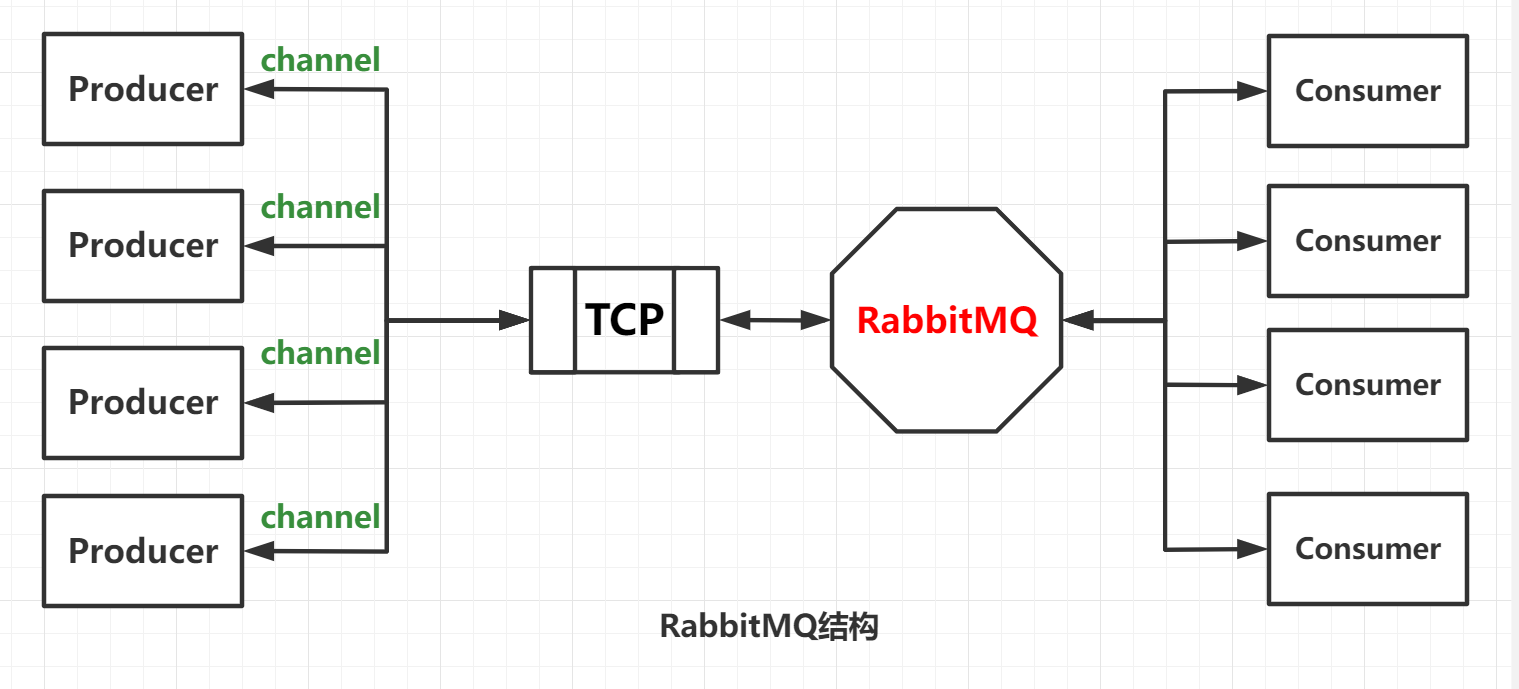 channel
Producer
channel
Producer
channel
Producer
channel
Producer
TCP
RabbitMQ
Consumer
Consumer
Consumer
Consumer
RabbitMQ结构